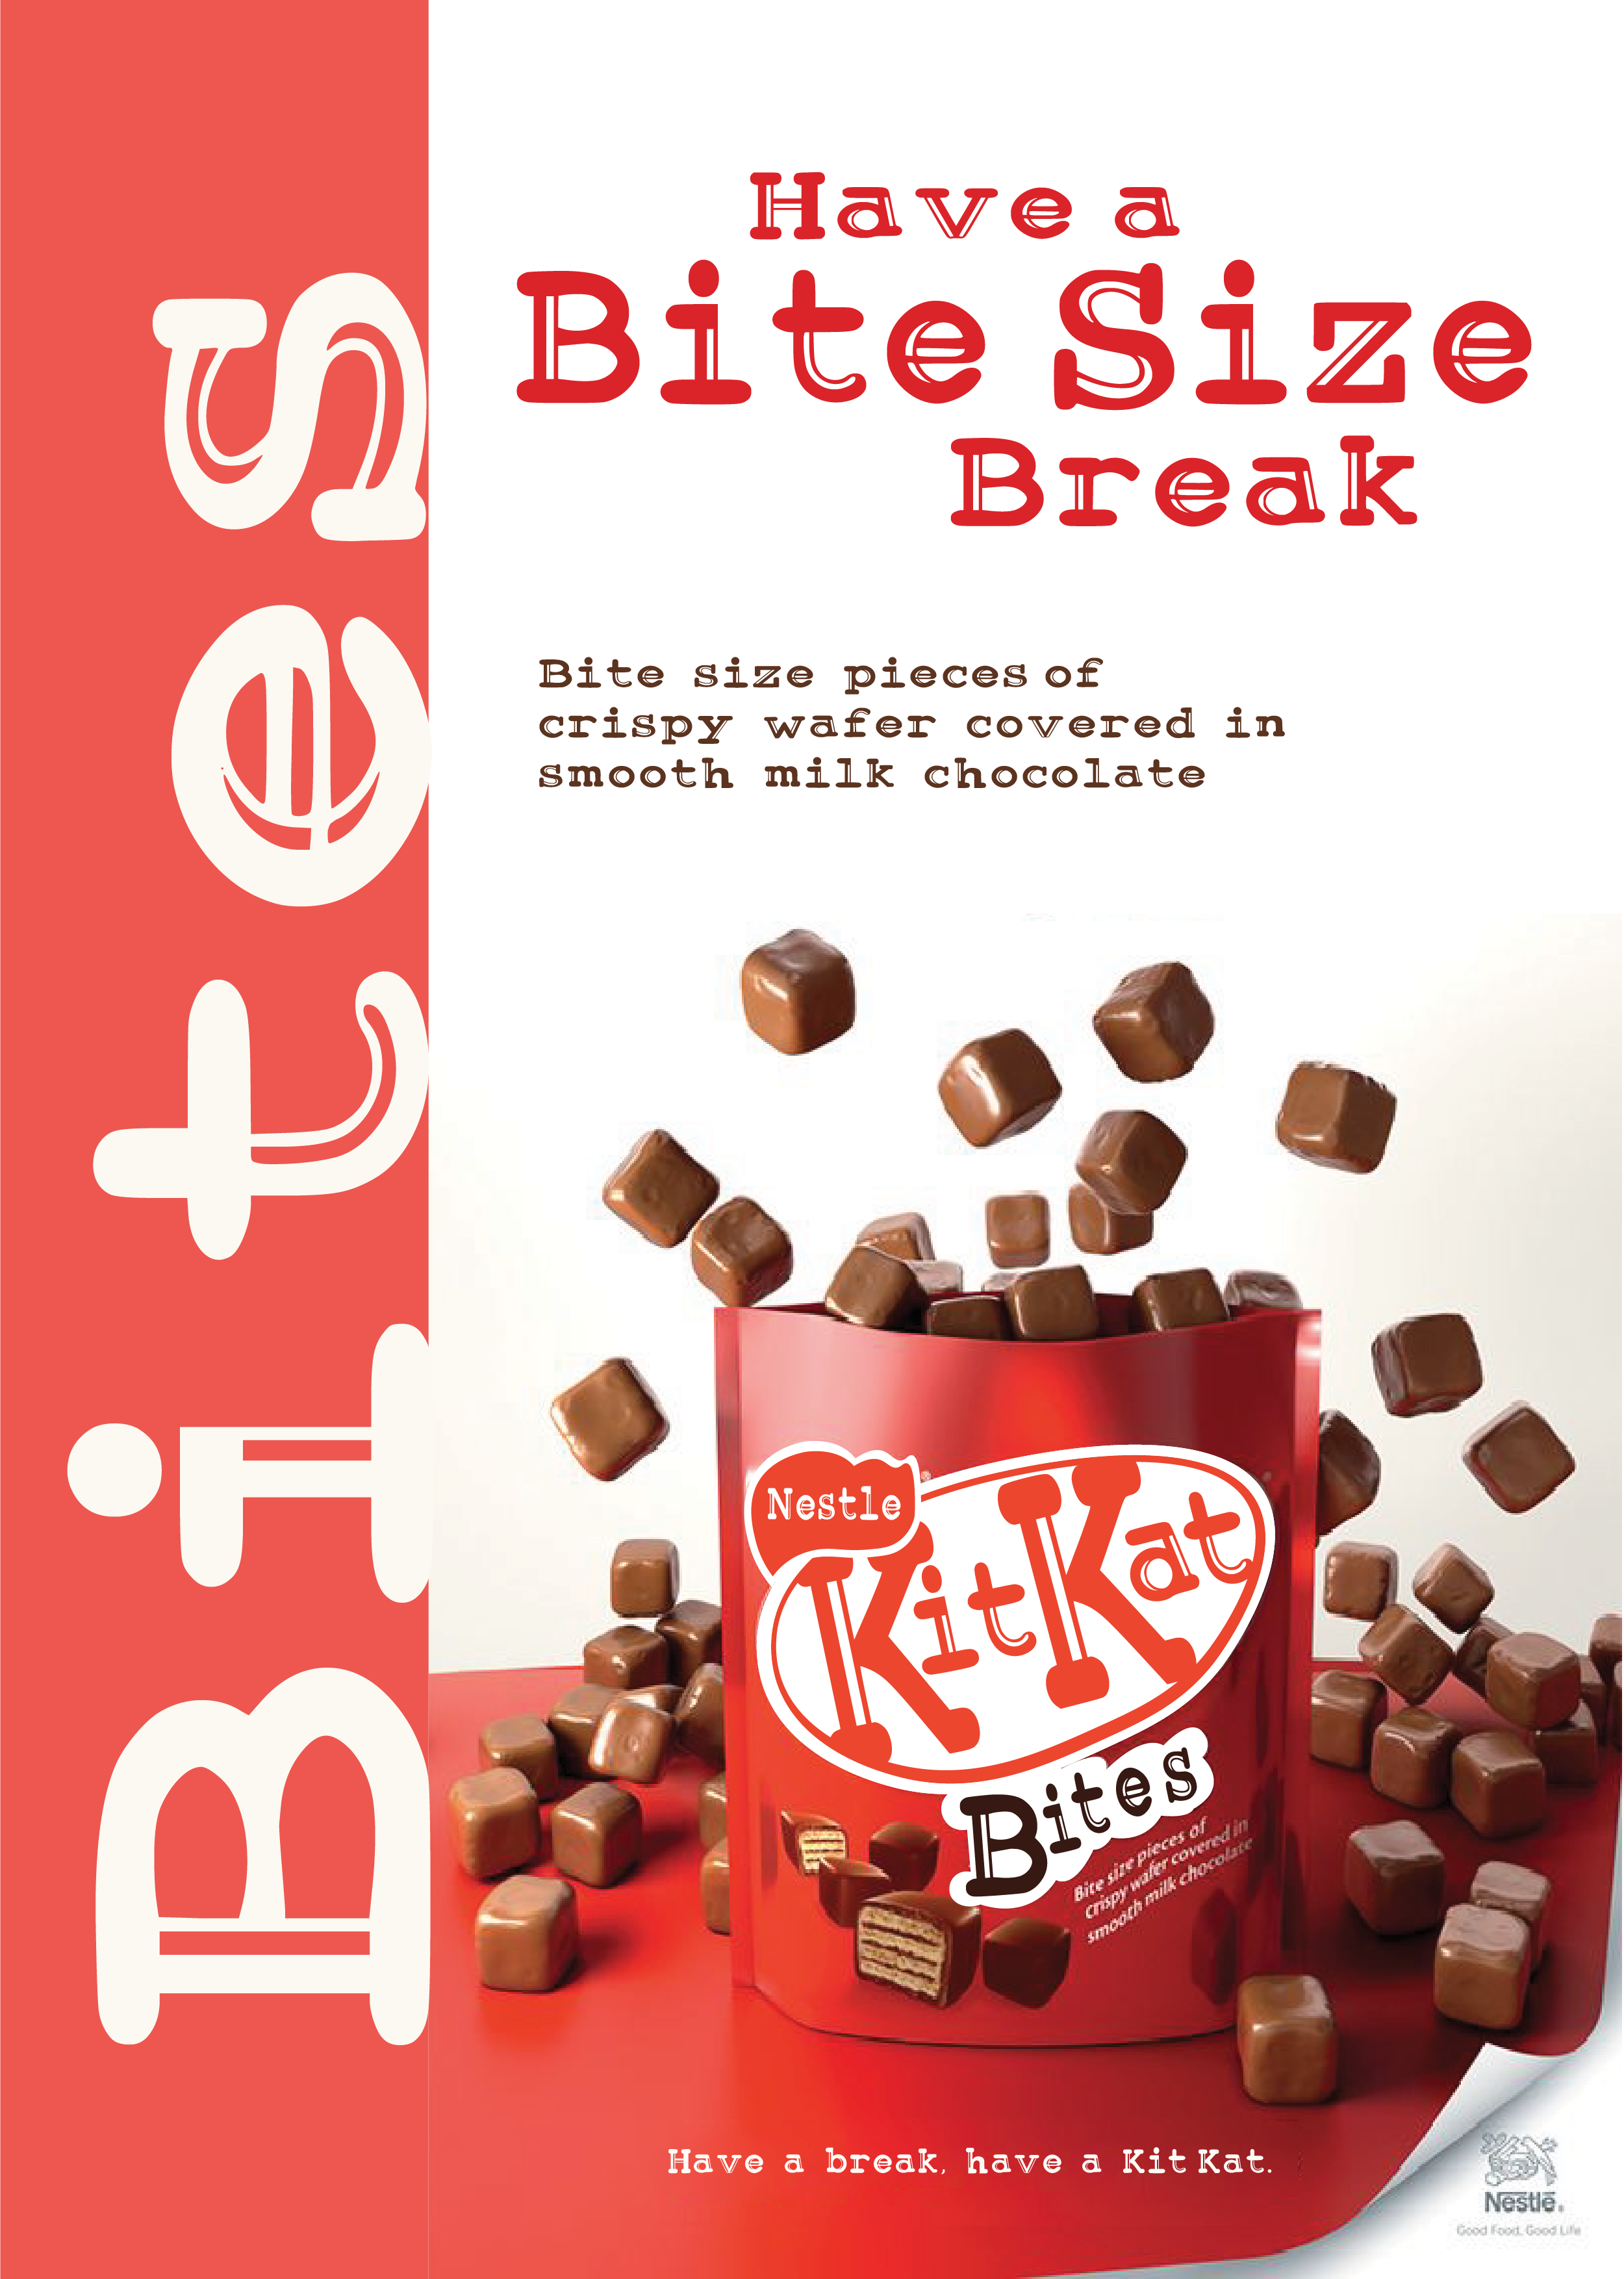 Bites
Have a
Bite Size
Break
Bite size pieces of
crispy wafer covered in
smooth milk chocolate
Nestle
KitKat
Bites
Bite size pieces of
crispy wafer covered in
smooth milk chocolate
Have a break, have a Kit Kat.
Nestlé®
Good Food, Good Life